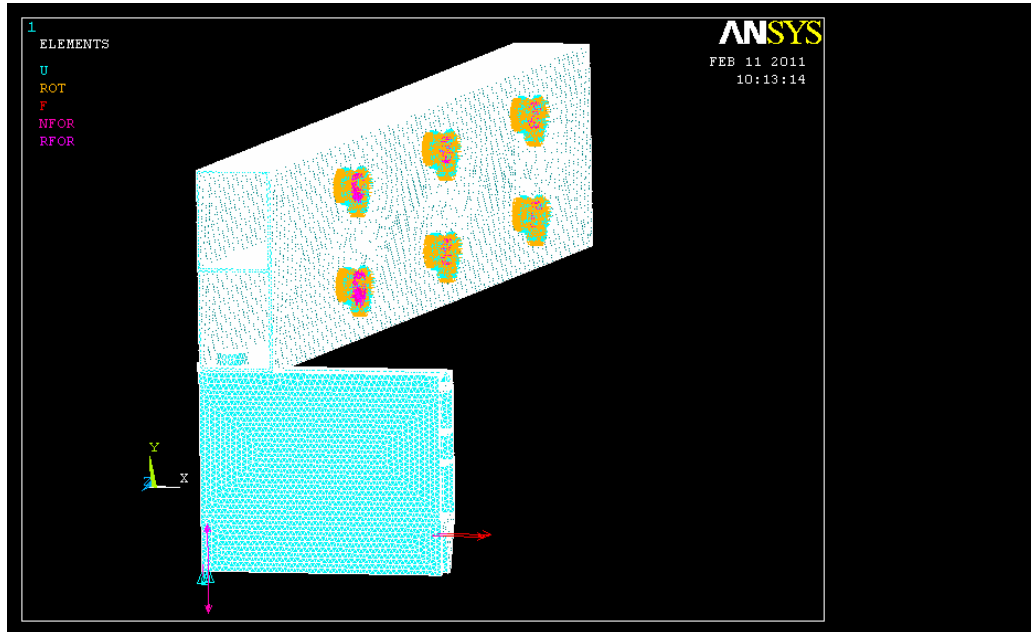 1
ELEMENTS
U
ROT
F
NFOR
RFOR
ANSYS
FEB 11 2011
10:13:14
Y
X
Z